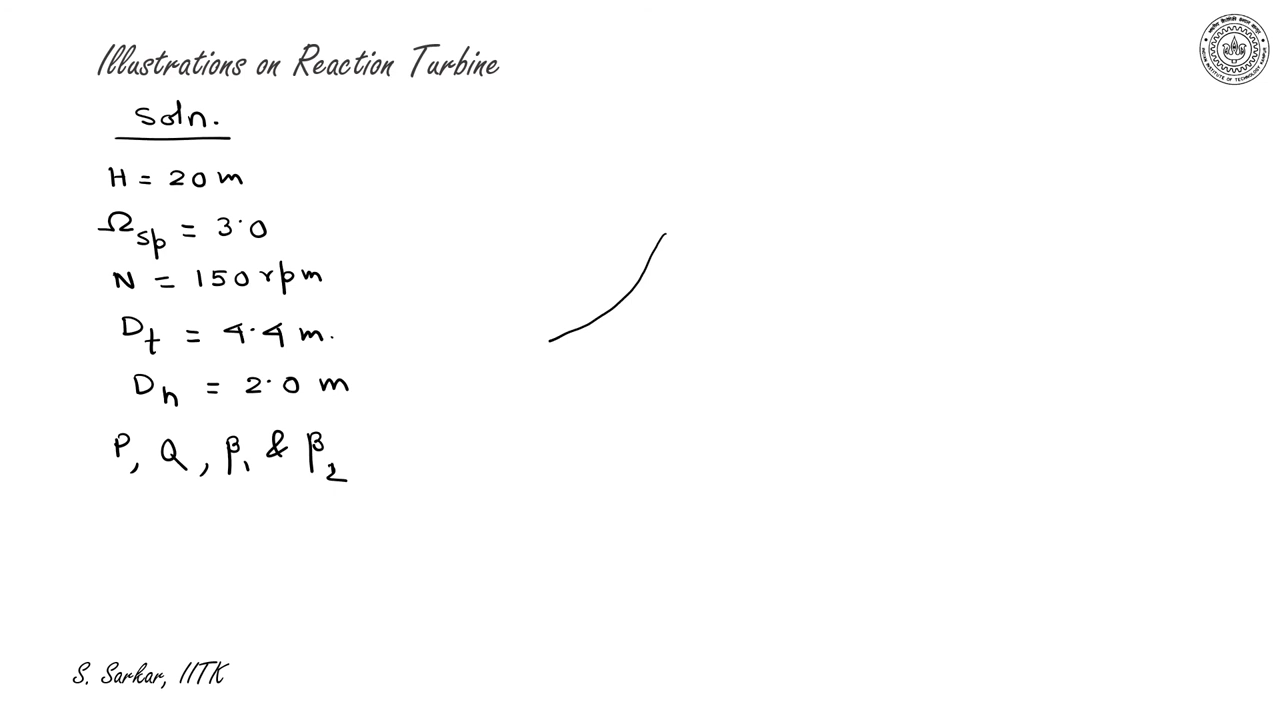 Illustrations on Reaction Turbine
Soln.
H = 20 m
Ωsp = 3.0
N = 150 rpm
Dt = 4.4 m.
Dh = 2.0 m
P, Q, β1 & β2
S. Sarkar, IITK